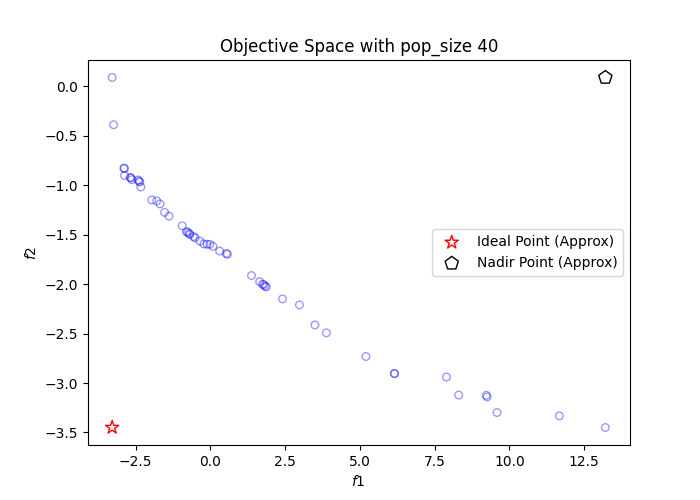 Objective Space with pop_size 40
0.0
−0.5
−1.0
−1.5
−2.0
−2.5
−3.0
−3.5
f2
Ideal Point (Approx)
Nadir Point (Approx)
−2.5 0.0 2.5 5.0 7.5 10.0 12.5
f1